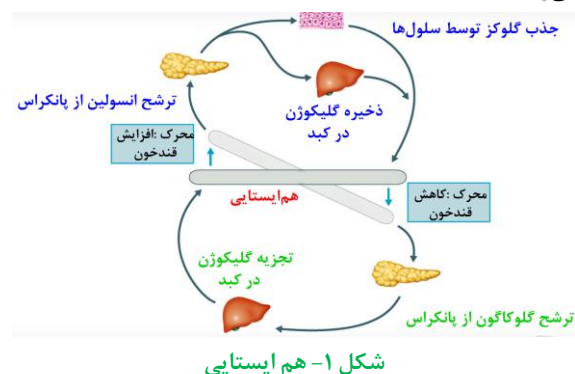 جذب گلوکز توسط سلول‌ها
ترشح انسولین از پانکراس
ذخیره گلیکوژن
در کبد
محرک :افزایش
قندخون
هم‌ایستایی
محرک :کاهش
قندخون
تجزیه گلیکوژن
در کبد
ترشح گلوکاگون از پانکراس
شکل ۱- هم ایستایی